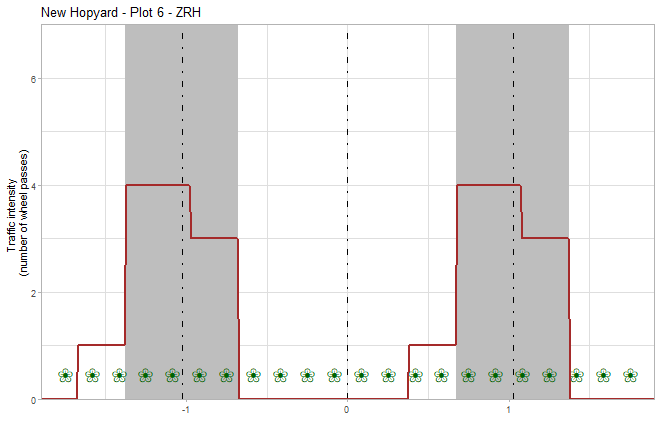 New Hopyard - Plot 6 - ZRH
Traffic intensity
(number of wheel passes)
6
4
2
0
-1
0
1